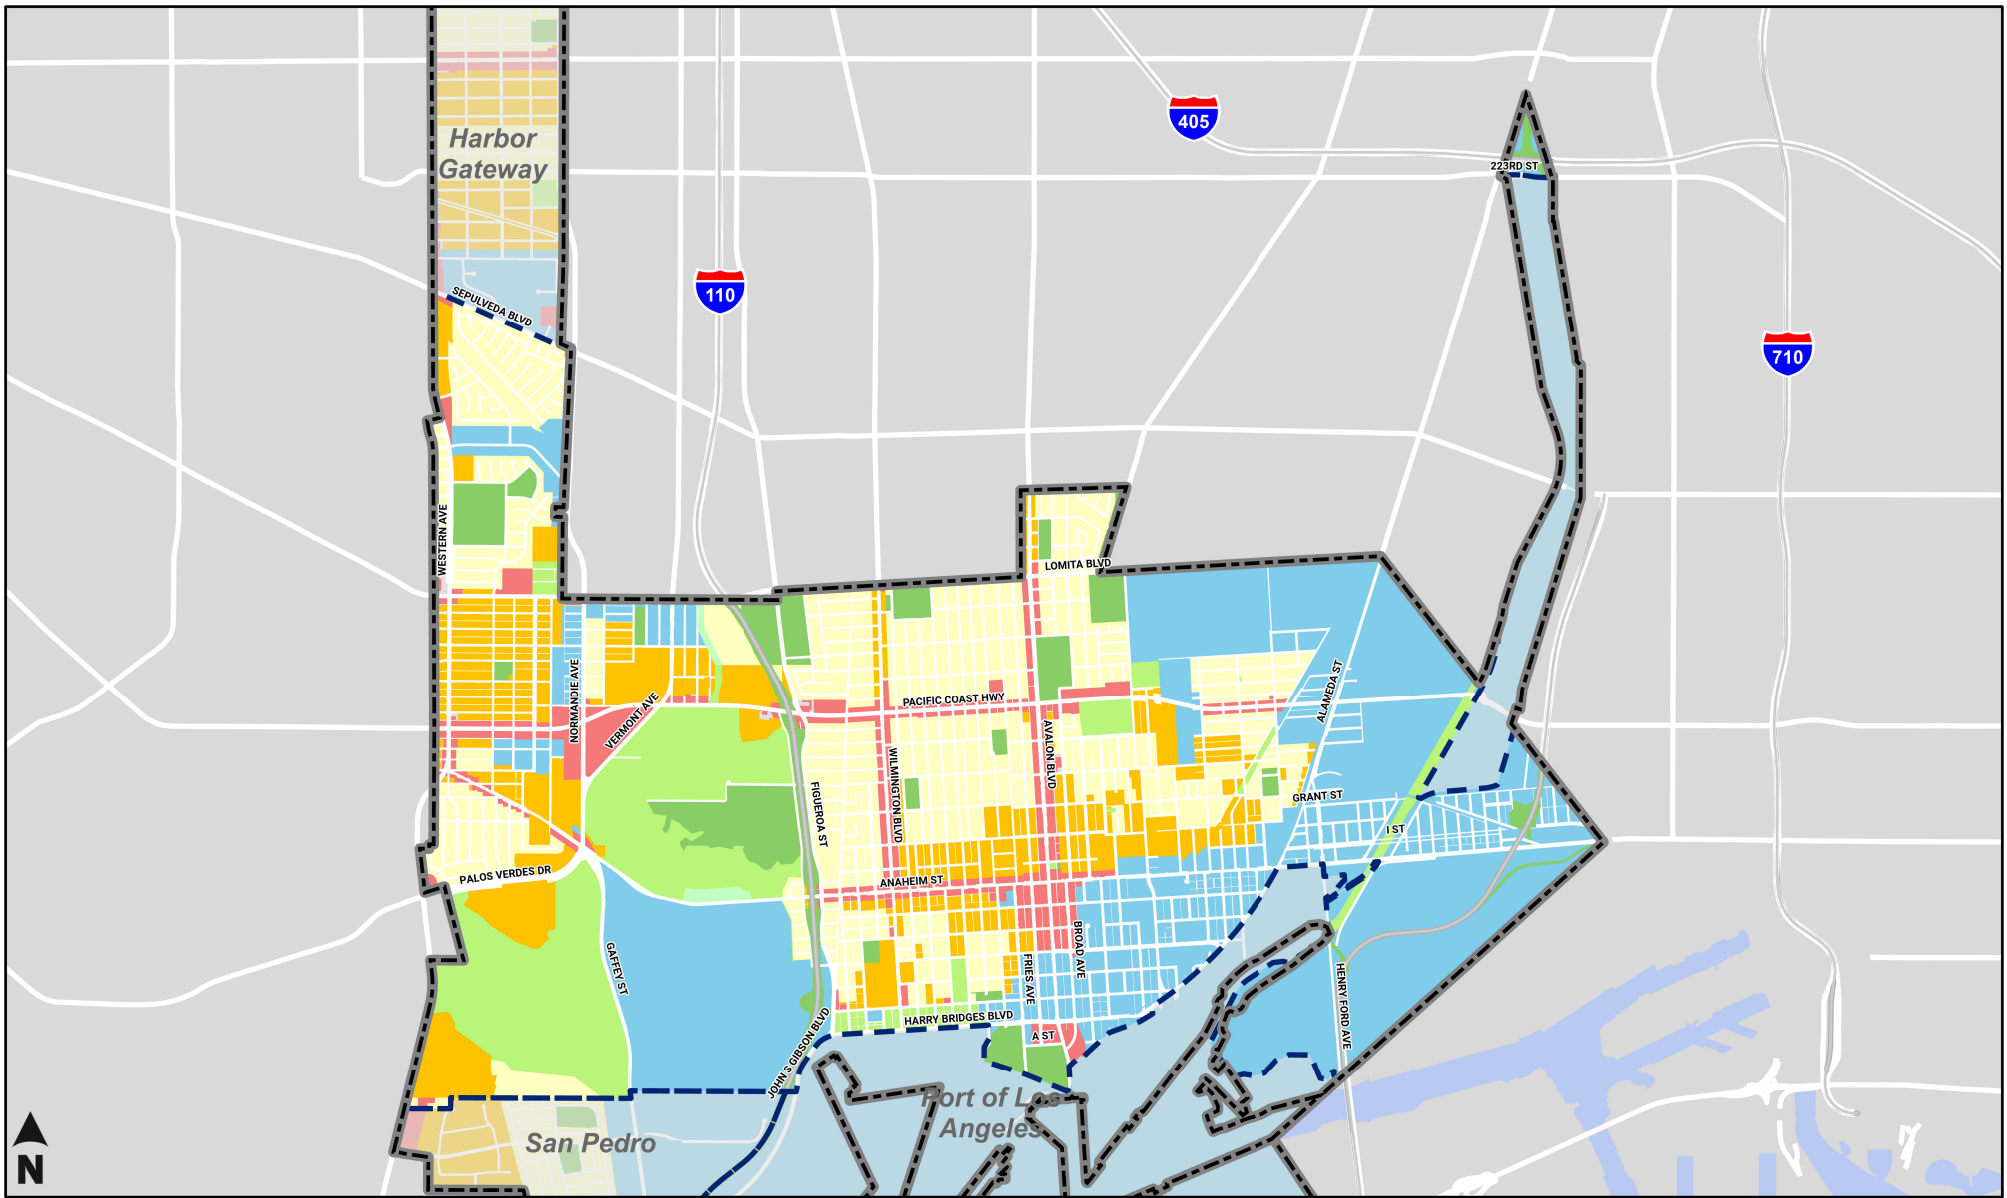 Harbor
Gateway
405
223RD ST
110
SEPULVEDA BLVD
710
WESTERN AVE
LOMITA BLVD
NORMANDIE AVE
VERMONT AVE
PACIFIC COAST HWY
ALAMEDA ST
AVALON BLVD
WILMINGTON BLVD
FIGUEROA ST
GRANT ST
I ST
PALOS VERDES DR
ANAHEIM ST
GAFFEY ST
BROAD AVE
FRIES AVE
HENRY FORD AVE
HARRY BRIDGES BLVD
A ST
JOHN S GIBSON BLVD
Port of Los
Angeles
San Pedro
N